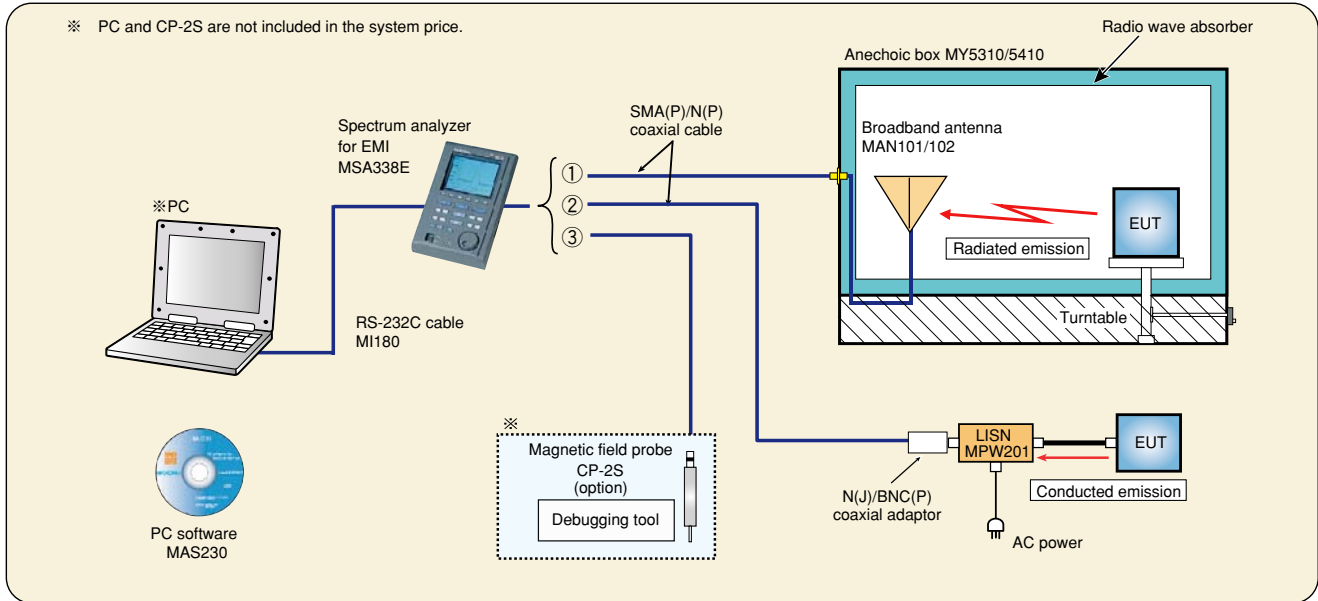 ※ PC and CP-2S are not included in the system price.
Radio wave absorber
Anechoic box MY5310/5410
SMA(P)/N(P)
coaxial cable
Spectrum analyzer
for EMI
MSA338E
Broadband antenna
MAN101/102
①
②
③
※PC
EUT
Radiated emission
Turntable
RS-232C cable
MI180
※
Magnetic field probe
CP-2S
(option)
Debugging tool
LISN
MPW201
EUT
N(J)/BNC(P)
coaxial adaptor
Conducted emission
AC power
PC software
MAS230